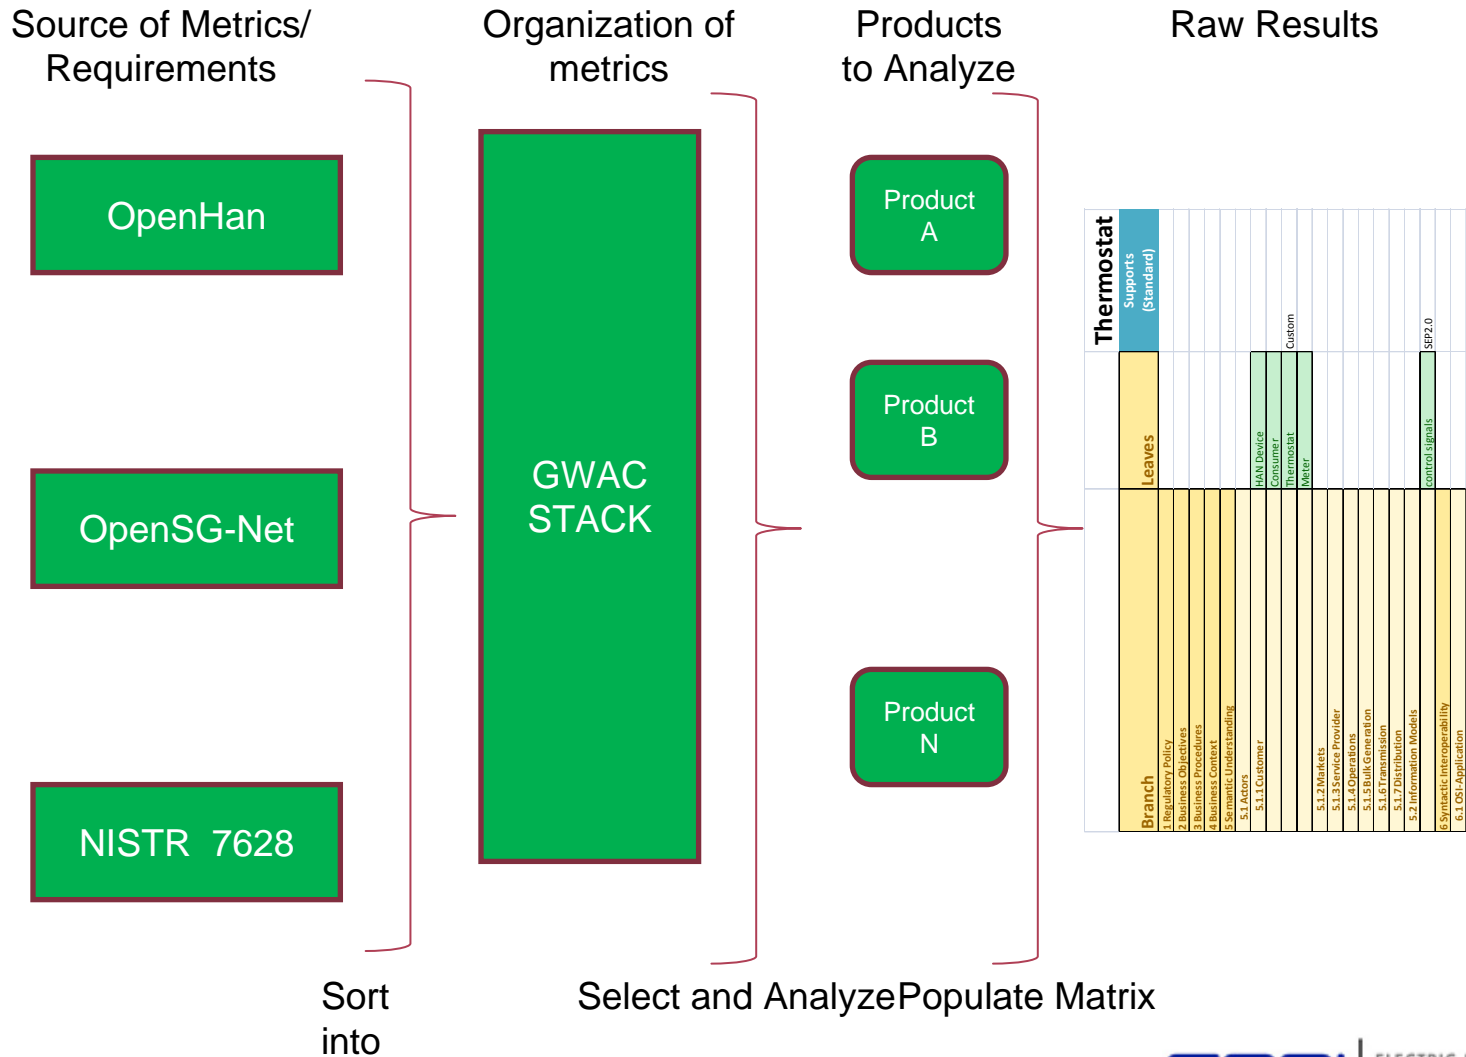 Source of Metrics/
Requirements
Organization of
metrics
Products
to Analyze
Raw Results
OpenHan
OpenSG-Net
NISTR 7628
GWAC
STACK
Product
A
Product
B
Product
N
Thermostat
Branch
Leaves
Supports
(Standard)
1 Regulatory Policy
2 Business Objectives
3 Business Procedures
4 Business Context
5 Semantic Understanding
5.1 Actors
5.1.1 Customer
HAN Device
Consumer
Thermostat
Custom
Meter
5.1.2 Markets
5.1.3 Service Provider
5.1.4 Operations
5.1.5 Bulk Generation
5.1.6 Transmission
5.1.7 Distribution
5.2 Information Models
control signals
SEP2.0
6 Syntactic Interoperability
6.1 OSI-Application
Sort
into
Select and Analyze
Populate Matrix